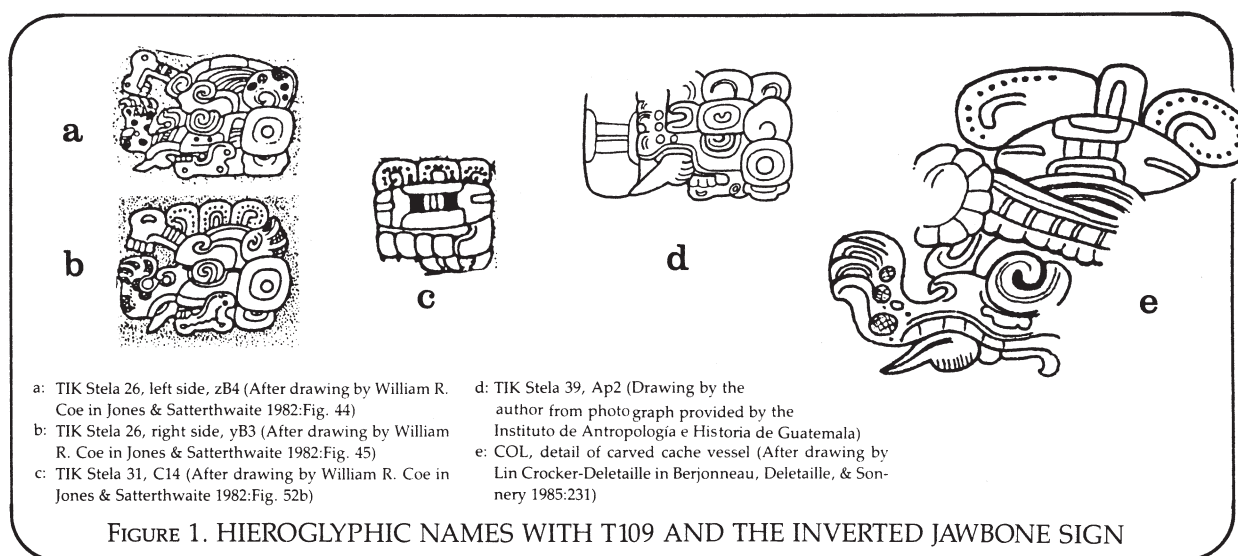 a
b
c
d
e
a: TIK Stela 26, left side, zB4 (After drawing by William R.
Coe in Jones & Satterthwaite 1982:Fig. 44)
b: TIK Stela 26, right side, yB3 (After drawing by William
R. Coe in Jones & Satterthwaite 1982:Fig. 45)
c: TIK Stela 31, C14 (After drawing by William R. Coe in
Jones & Satterthwaite 1982:Fig. 52b)
d: TIK Stela 39, Ap2 (Drawing by the
author from photograph provided by the
Instituto de Antropología e Historia de Guatemala)
e: COL, detail of carved cache vessel (After drawing by
Lin Crocker-Deletaille in Berjonneau, Deletaille, & Son-
nery 1985:231)
FIGURE 1. HIEROGLYPHIC NAMES WITH T109 AND THE INVERTED JAWBONE SIGN